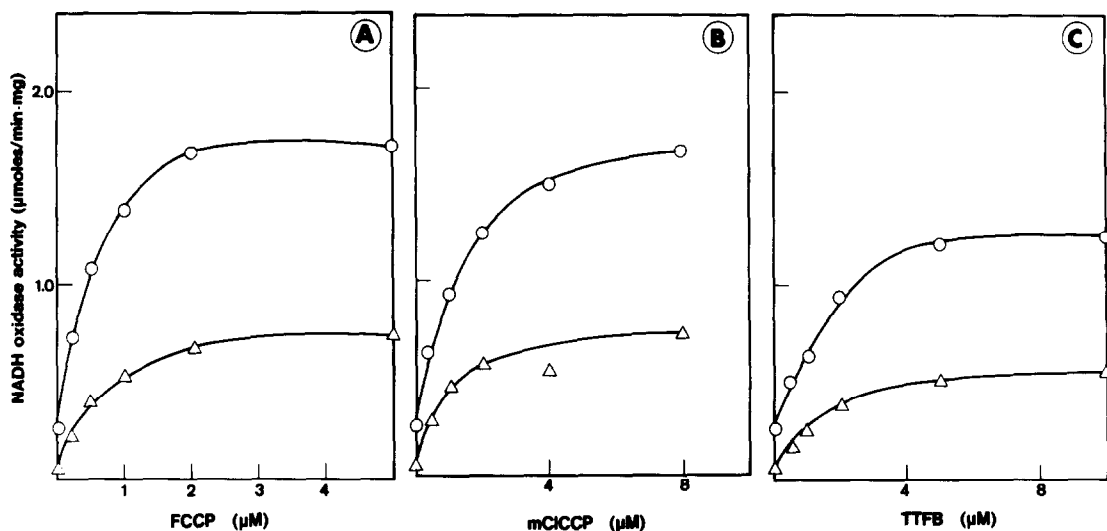 A
B
C
NADH oxidase activity (µmoles/min·mg)
2.0
1.0
1 2 3 4
4 8
4 8
FCCP (µM)
mClCCP (µM)
TTFB (µM)